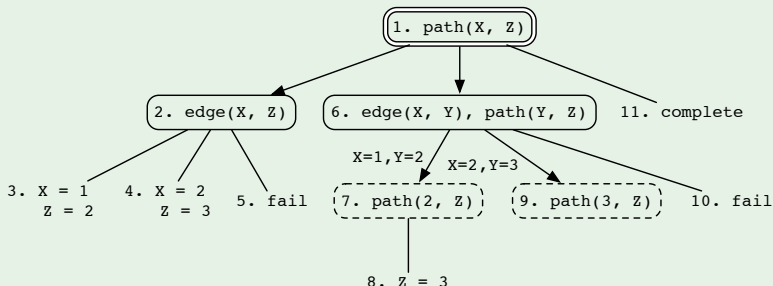 1. path(X, Z)
2. edge(X, Z)
6. edge(X, Y), path(Y, Z)
11. complete
X=1,Y=2
X=2,Y=3
3. X = 1
Z = 2
4. X = 2
Z = 3
5. fail
7. path(2, Z)
9. path(3, Z)
10. fail
8. Z = 3